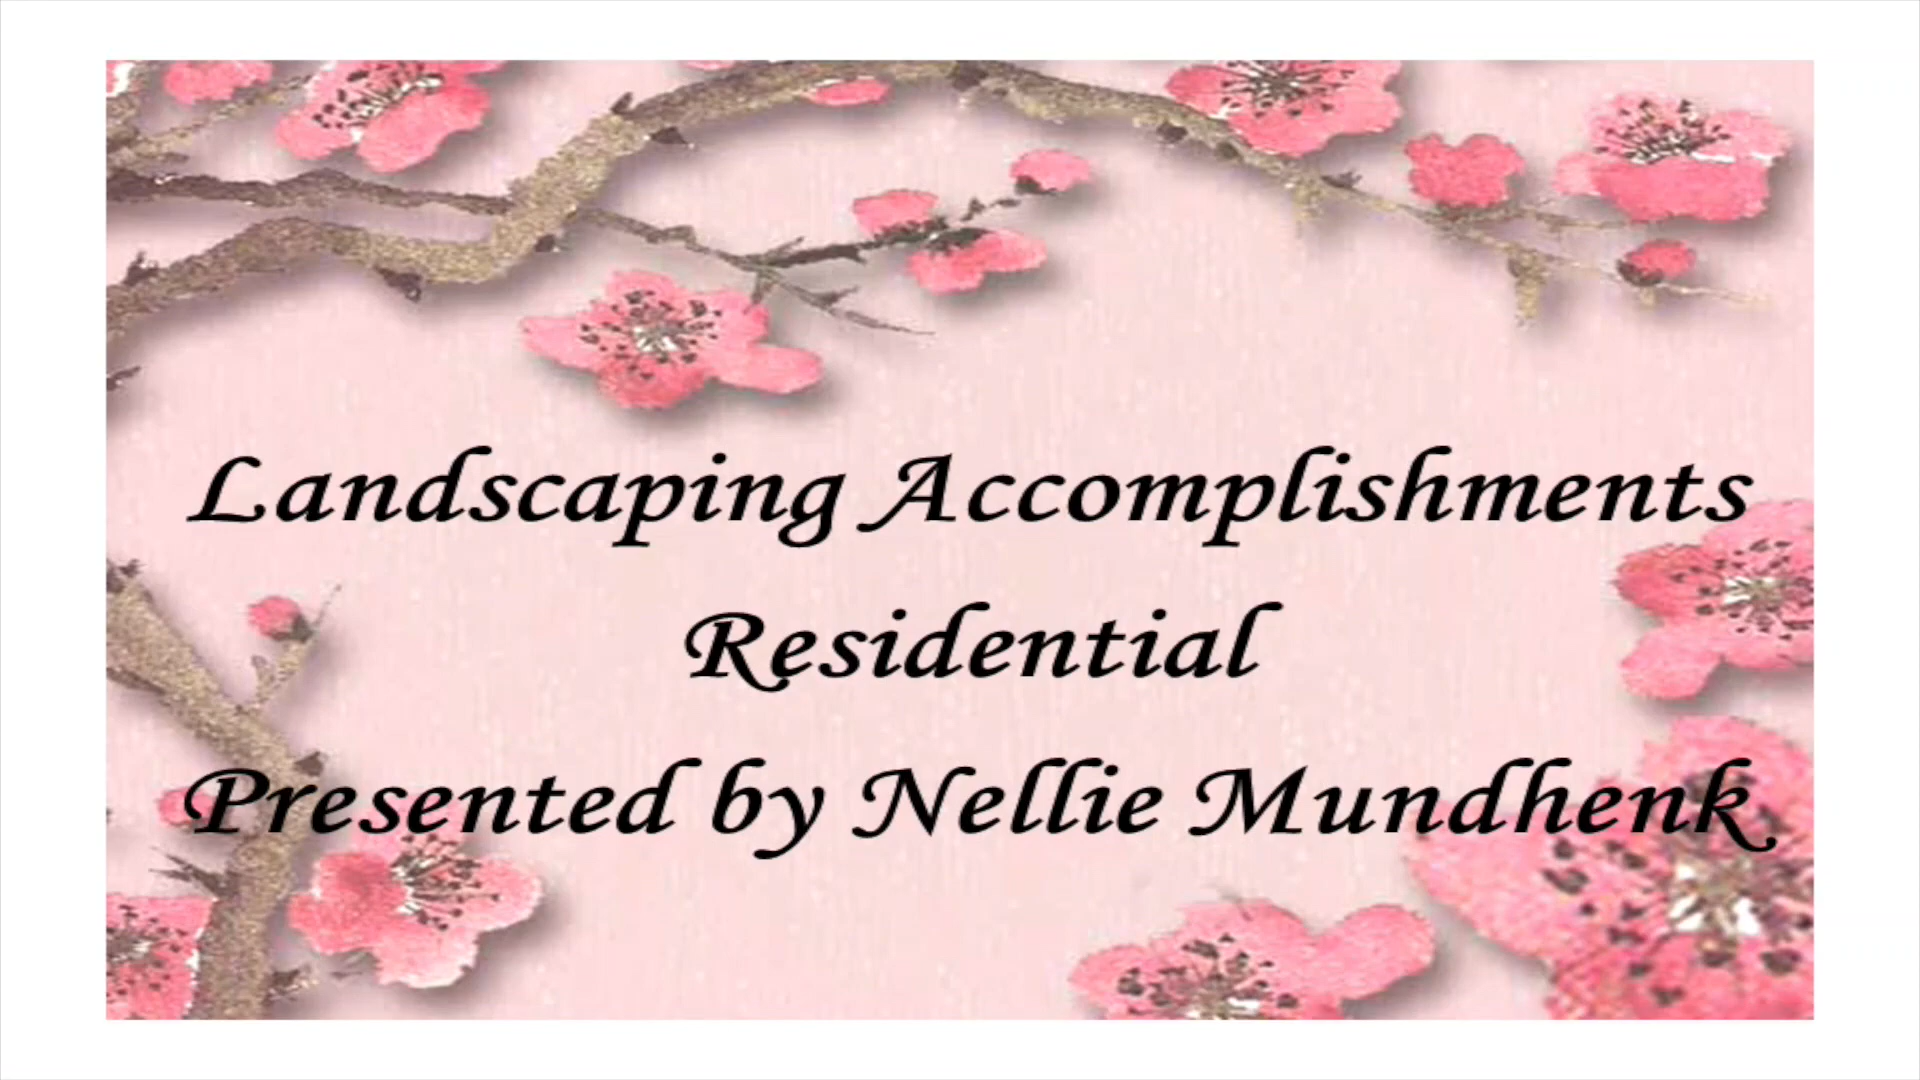 Landscaping Accomplishments
Residential
Presented by Nellie Mundhenk